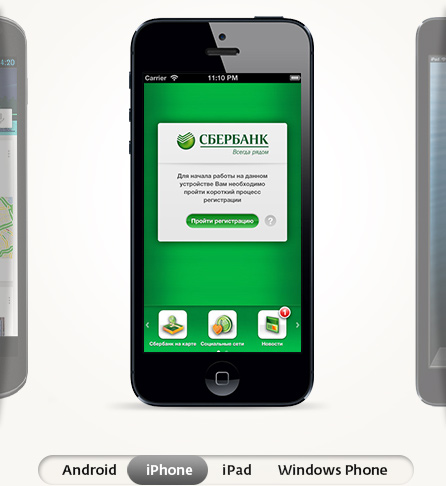 4:20
Carrier
11:10 PM
СБЕРБАНК
Всегда рядом
Для начала работы на данном
устройстве Вам необходимо
пройти короткий процесс
регистрации
Пройти регистрацию
?
1
Сбербанк на карте
Социальные сети
Новости
Android
iPhone
iPad
Windows Phone